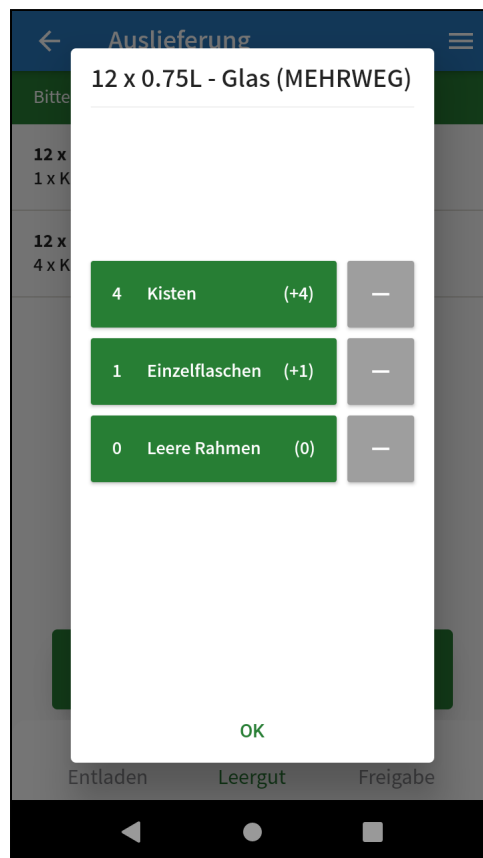 Auslieferung
12 x 0.75L - Glas (MEHRWEG)
Bitte
12 x
1 x K
12 x
4 x K
4 Kisten (+4)
1 Einzelflaschen (+1)
0 Leere Rahmen (0)
OK
Entladen Leergut Freigabe